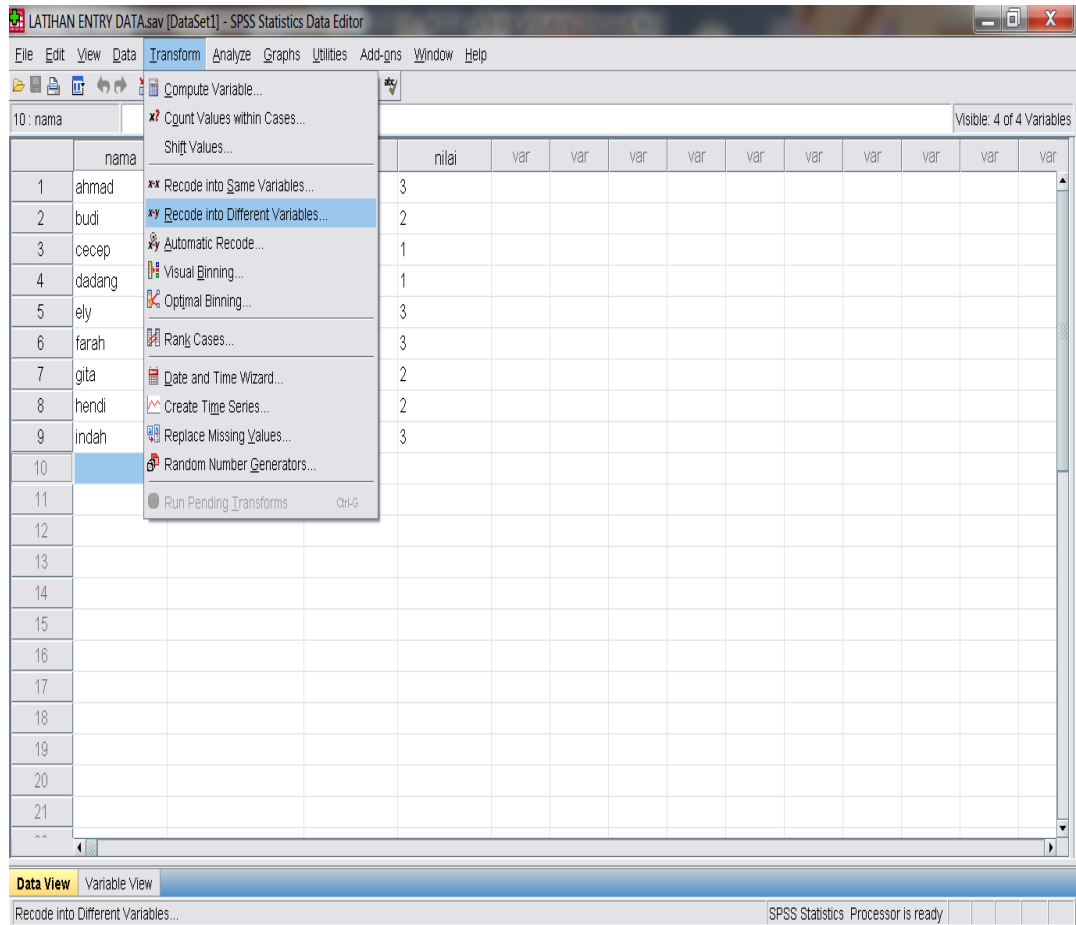 LATIHAN ENTRY DATA.sav [DataSet1] - SPSS Statistics Data Editor
File Edit View Data Transform Analyze Graphs Utilities Add-ons Window Help
10 : nama
Visible: 4 of 4 Variables
nama nilai var var var var var var var var var var
Compute Variable...
Count Values within Cases...
Shift Values...
Recode into Same Variables...
Recode into Different Variables...
Automatic Recode...
Visual Binning...
Optimal Binning...
Rank Cases...
Date and Time Wizard...
Create Time Series...
Replace Missing Values...
Random Number Generators...
Run Pending Transforms Ctrl-G
1 ahmad 3
2 budi 2
3 cecep 1
4 dadang 1
5 ely 3
6 farah 3
7 gita 2
8 hendi 2
9 indah 3
10
11
12
13
14
15
16
17
18
19
20
21
Data View Variable View
Recode into Different Variables...
SPSS Statistics Processor is ready